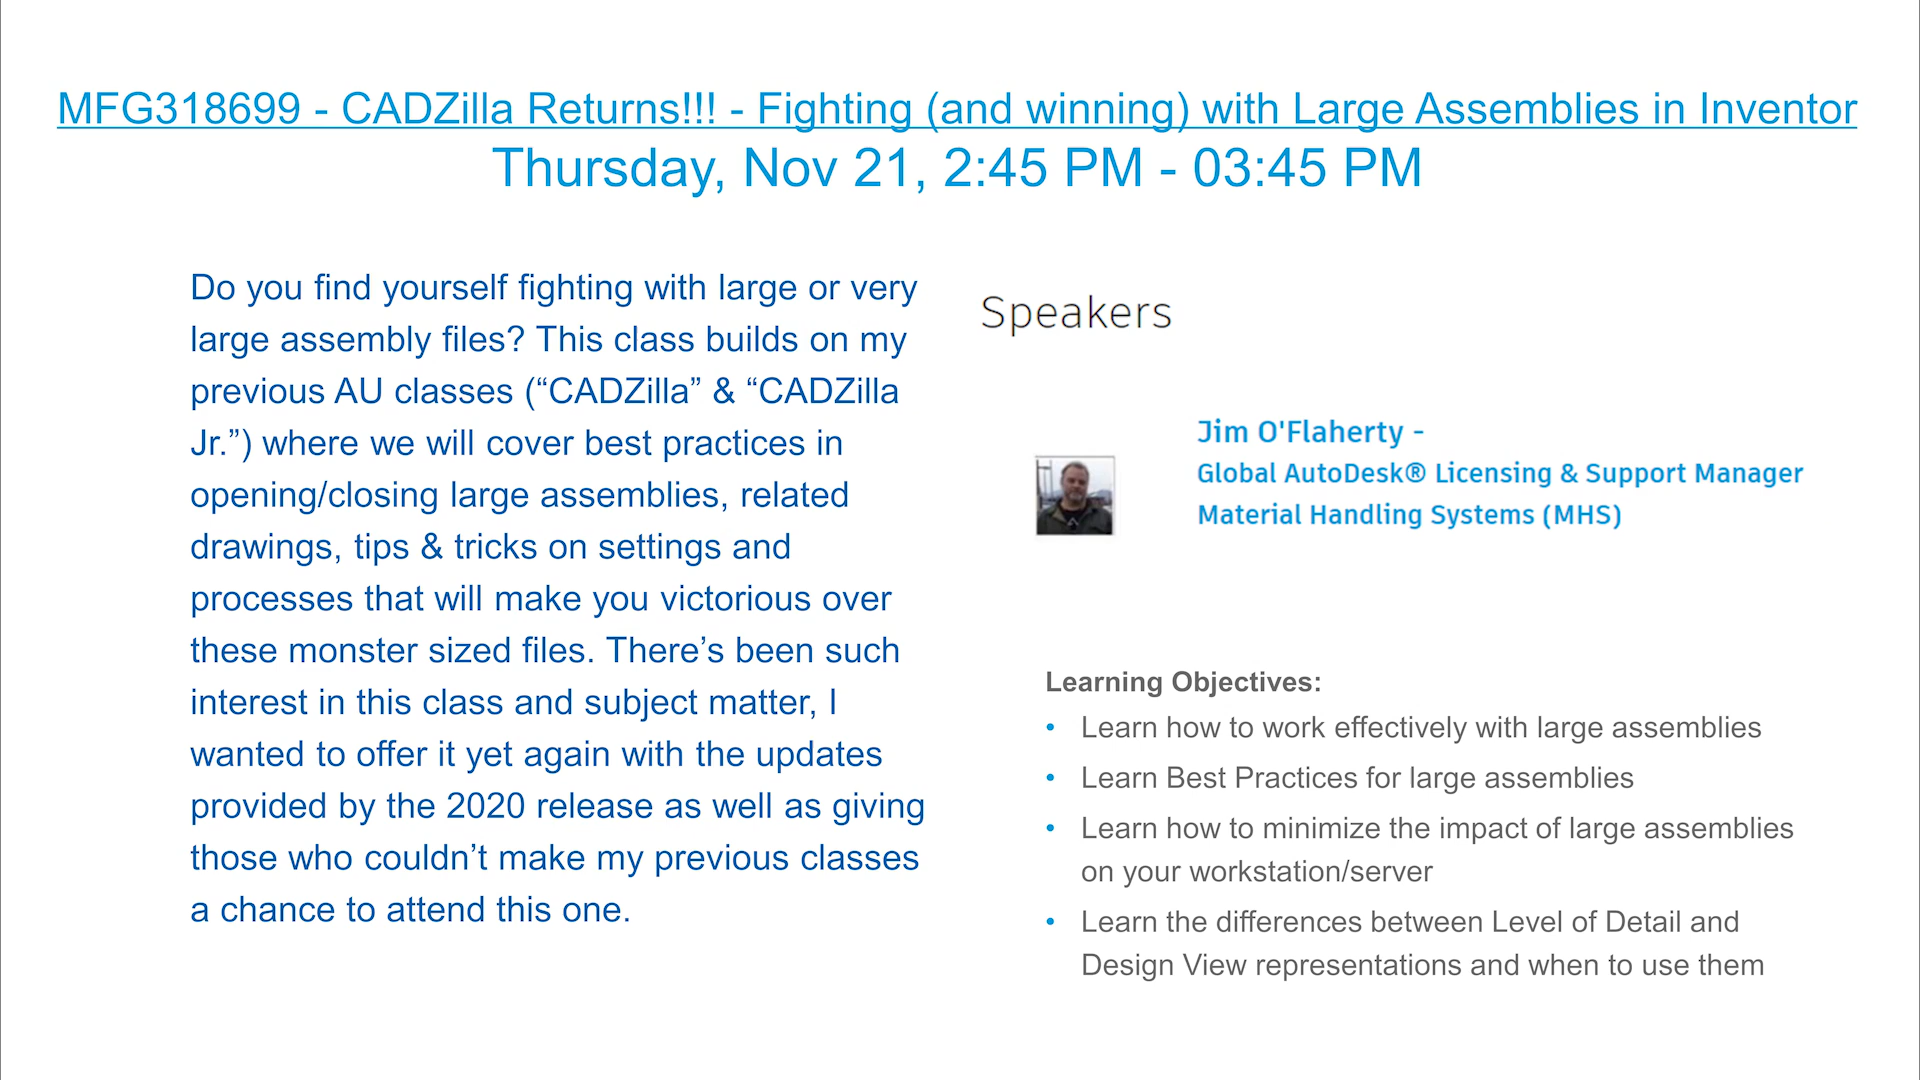 MFG318699 - CADZilla Returns!!! - Fighting (and winning) with Large Assemblies in Inventor
Thursday, Nov 21, 2:45 PM - 03:45 PM
Do you find yourself fighting with large or very
large assembly files? This class builds on my
previous AU classes (“CADZilla” & “CADZilla
Jr.”) where we will cover best practices in
opening/closing large assemblies, related
drawings, tips & tricks on settings and
processes that will make you victorious over
these monster sized files. There’s been such
interest in this class and subject matter, I
wanted to offer it yet again with the updates
provided by the 2020 release as well as giving
those who couldn’t make my previous classes
a chance to attend this one.
Speakers
Jim O'Flaherty -
Global AutoDesk® Licensing & Support Manager
Material Handling Systems (MHS)
Learning Objectives:
• Learn how to work effectively with large assemblies
• Learn Best Practices for large assemblies
• Learn how to minimize the impact of large assemblies
on your workstation/server
• Learn the differences between Level of Detail and
Design View representations and when to use them